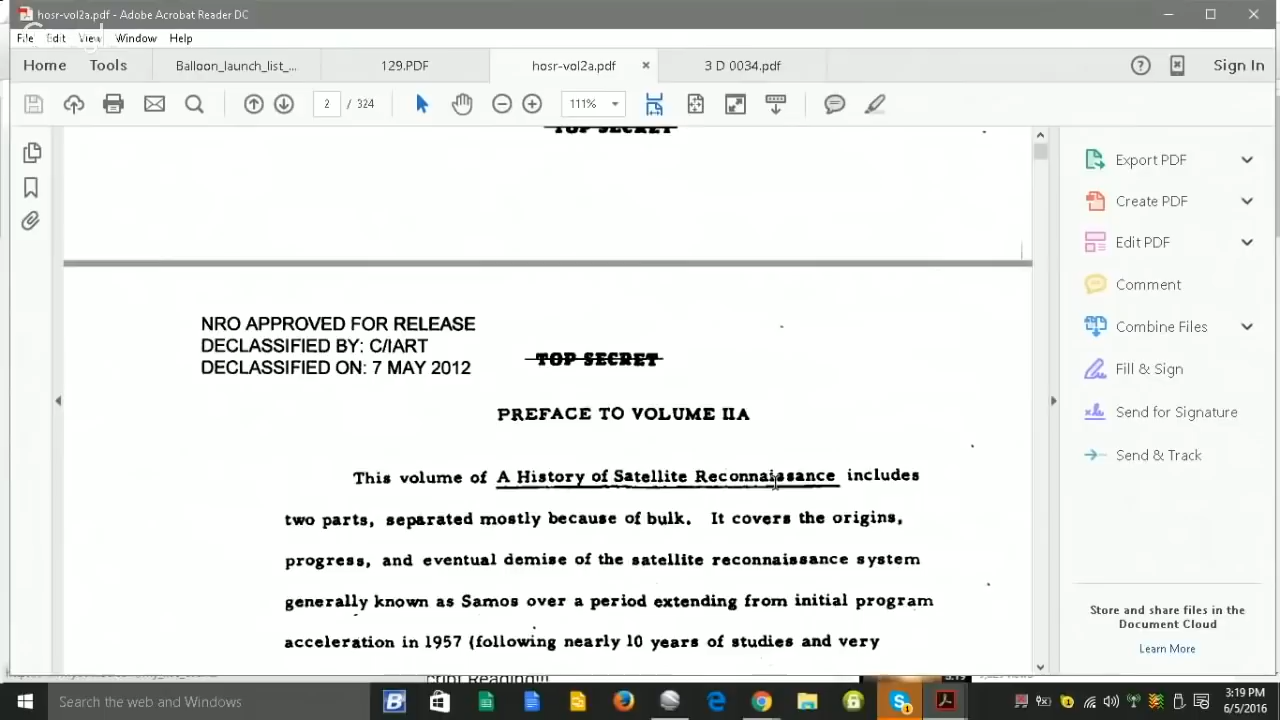 hosr-vol2a.pdf - Adobe Acrobat Reader DC
File Edit View Window Help
Home Tools Balloon_launch_list_... 129.PDF hosr-vol2a.pdf × 3 D 0034.pdf Sign In
2 / 324 111%
TOP SECRET
NRO APPROVED FOR RELEASE
DECLASSIFIED BY: C/IART
DECLASSIFIED ON: 7 MAY 2012
TOP SECRET
PREFACE TO VOLUME IIA
This volume of A History of Satellite Reconnaissance includes
two parts, separated mostly because of bulk. It covers the origins,
progress, and eventual demise of the satellite reconnaissance system
generally known as Samos over a period extending from initial program
acceleration in 1957 (following nearly 10 years of studies and very
Export PDF
Create PDF
Edit PDF
Comment
Combine Files
Fill & Sign
Send for Signature
Send & Track
Store and share files in the
Document Cloud
Learn More
Search the web and Windows
3:19 PM
6/5/2016